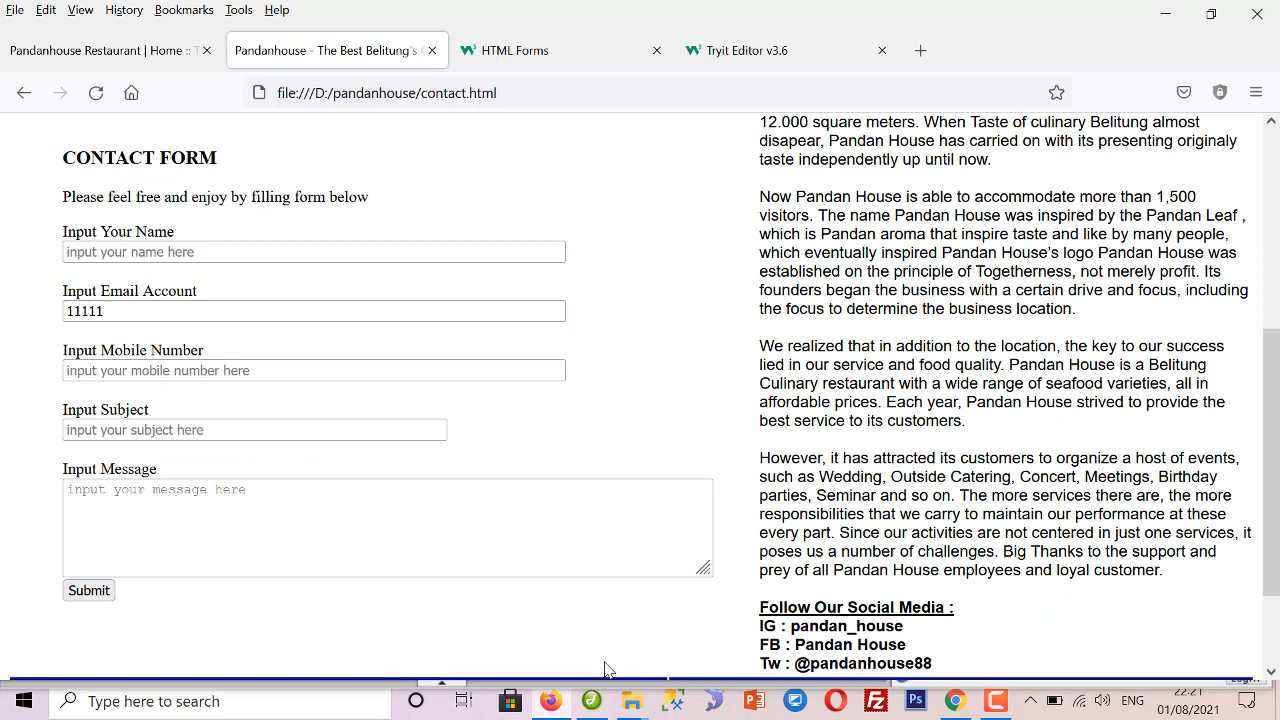 File Edit View History Bookmarks Tools Help
Pandanhouse Restaurant | Home ::
Pandanhouse - The Best Belitung's
HTML Forms
Tryit Editor v3.6
file:///D:/pandanhouse/contact.html
CONTACT FORM
Please feel free and enjoy by filling form below
Input Your Name
input your name here
Input Email Account
11111
Input Mobile Number
input your mobile number here
Input Subject
input your subject here
Input Message
input your message here
Submit
12.000 square meters. When Taste of culinary Belitung almost
disapear, Pandan House has carried on with its presenting originaly
taste independently up until now.
Now Pandan House is able to accommodate more than 1,500
visitors. The name Pandan House was inspired by the Pandan Leaf ,
which is Pandan aroma that inspire taste and like by many people,
which eventually inspired Pandan House's logo Pandan House was
established on the principle of Togetherness, not merely profit. Its
founders began the business with a certain drive and focus, including
the focus to determine the business location.
We realized that in addition to the location, the key to our success
lied in our service and food quality. Pandan House is a Belitung
Culinary restaurant with a wide range of seafood varieties, all in
affordable prices. Each year, Pandan House strived to provide the
best service to its customers.
However, it has attracted its customers to organize a host of events,
such as Wedding, Outside Catering, Concert, Meetings, Birthday
parties, Seminar and so on. The more services there are, the more
responsibilities that we carry to maintain our performance at these
every part. Since our activities are not centered in just one services, it
poses us a number of challenges. Big Thanks to the support and
prey of all Pandan House employees and loyal customer.
Follow Our Social Media :
IG : pandan_house
FB : Pandan House
Tw : @pandanhouse88
Type here to search
ENG
22:21
01/08/2021